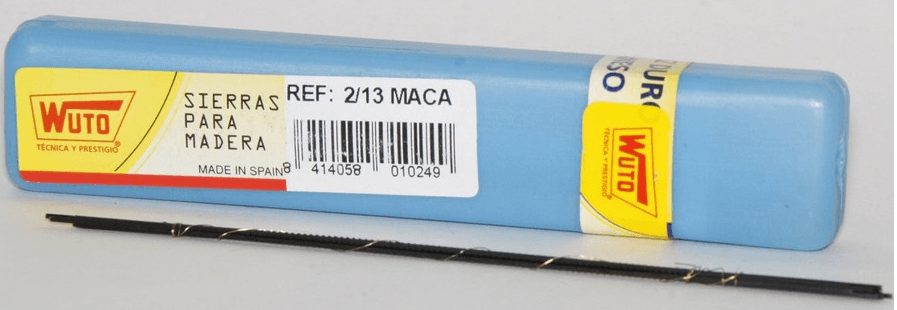 WUTO
TÉCNICA Y PRESTIGIO
SIERRAS
PARA
MADERA
MADE IN SPAIN
REF: 2/13 MACA
8 414058 010249
DURO
WUTO
TÉCNICA Y PRESTIGIO